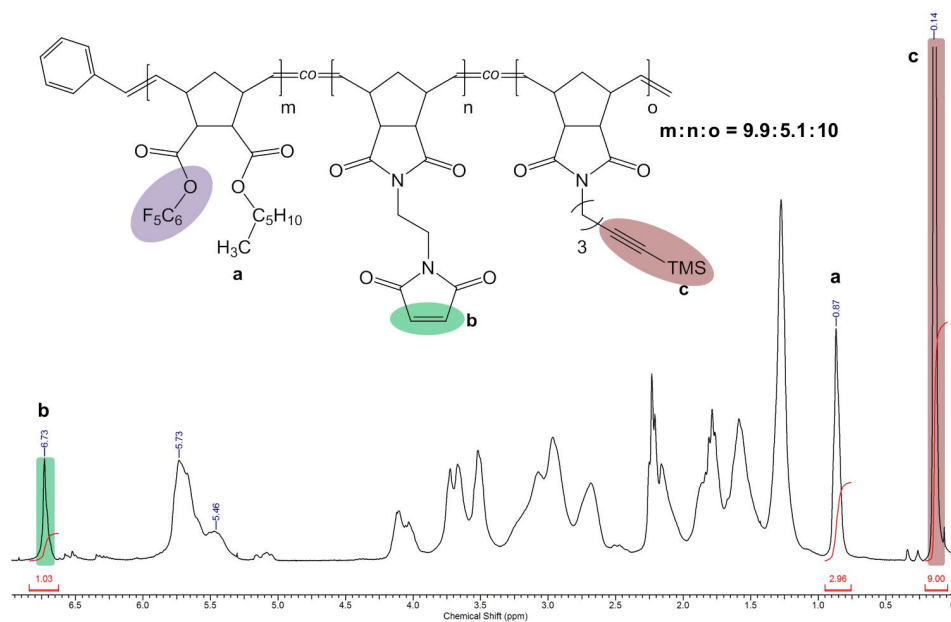 co
co
m
n
o
m:n:o = 9.9:5.1:10
O
O
O
O
O
O
O
O
N
N
F₅C₆
C₅H₁₀
H₃C
a
3
N
O
O
TMS
c
b
c
0.14
a
0.87
b
6.73
5.73
5.46
1.03
2.96
9.00
6.5
6.0
5.5
5.0
4.5
4.0
3.5
3.0
2.5
2.0
1.5
1.0
0.5
Chemical Shift (ppm)